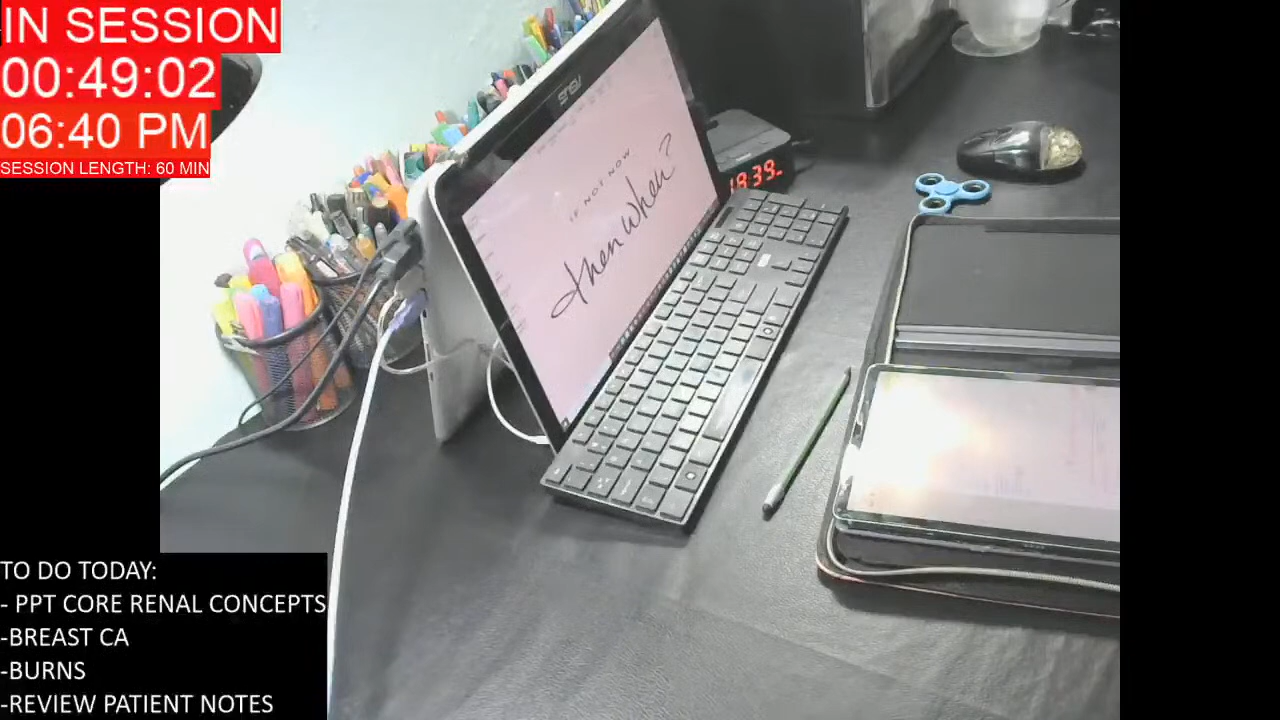 IN SESSION
00:49:02
06:40 PM
SESSION LENGTH: 60 MIN
ASUS
IF NOT NOW
then when?
18:39
TO DO TODAY:
- PPT CORE RENAL CONCEPTS
-BREAST CA
-BURNS
-REVIEW PATIENT NOTES